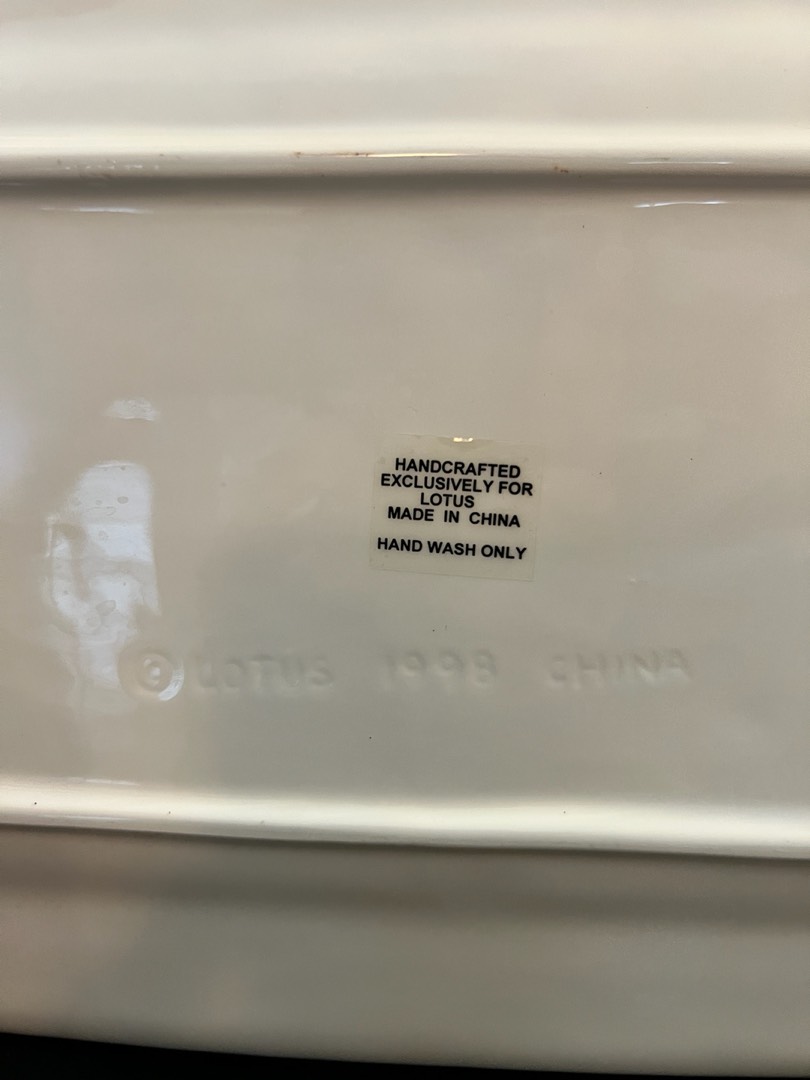 HANDCRAFTED
EXCLUSIVELY FOR
LOTUS
MADE IN CHINA
HAND WASH ONLY
© LOTUS 1998 CHINA